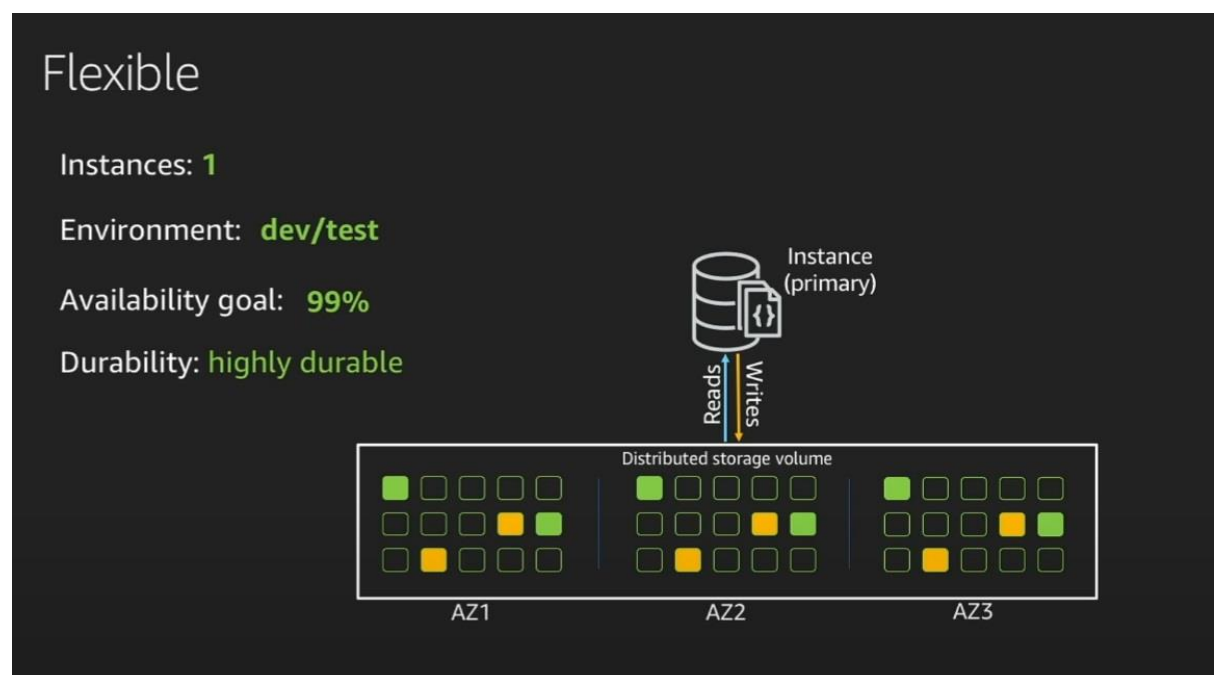 Flexible
Instances: 1
Environment: dev/test
Availability goal: 99%
Durability: highly durable
Instance
(primary)
{}
Reads
Writes
Distributed storage volume
AZ1
AZ2
AZ3